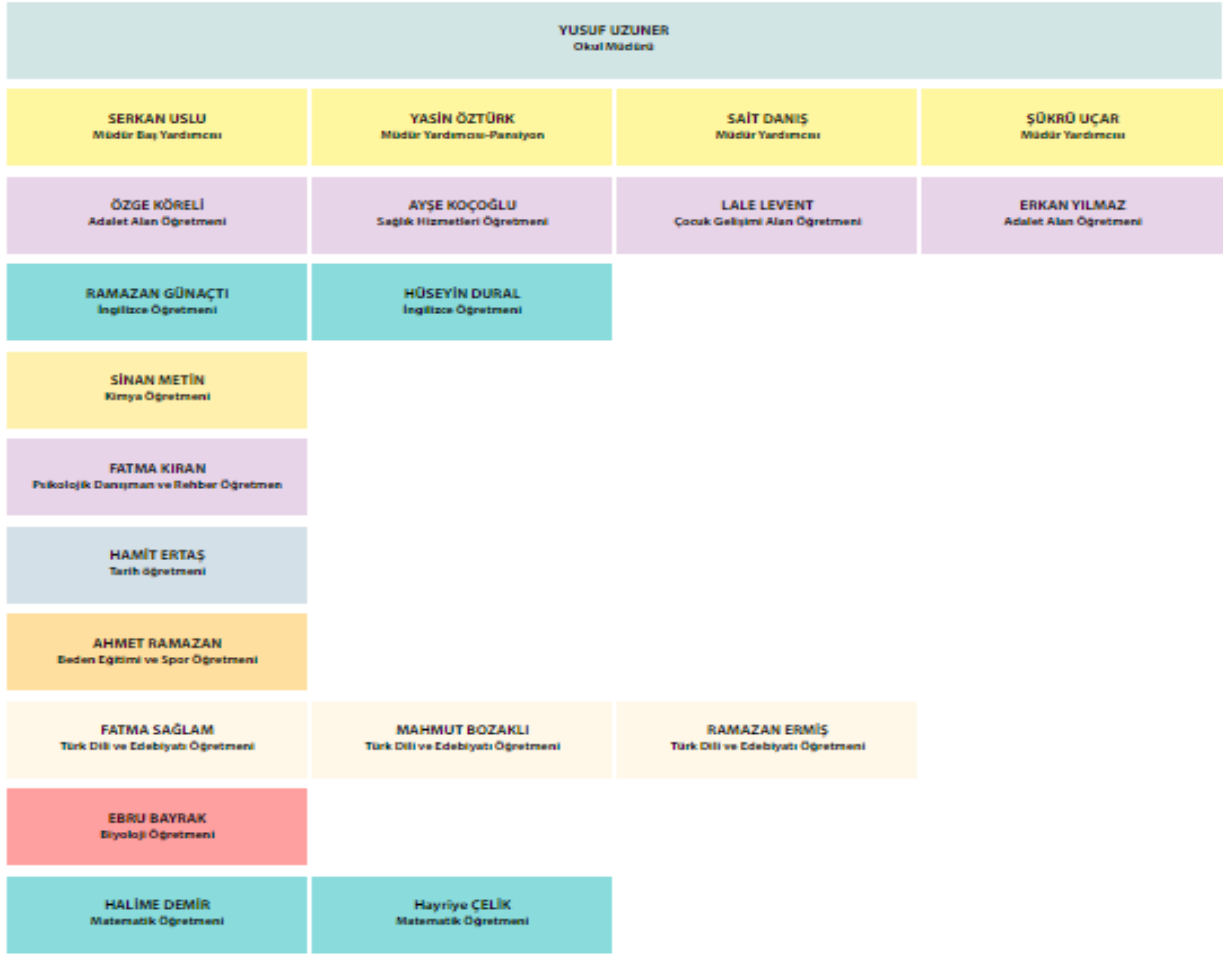 YUSUF UZUNER
Okul Müdürü
SERKAN USLU
Müdür Baş Yardımcısı
YASİN ÖZTÜRK
Müdür Yardımcısı-Pansiyon
SAİT DANIŞ
Müdür Yardımcısı
ŞÜKRÜ UÇAR
Müdür Yardımcısı
ÖZGE KÖRELİ
Adalet Alan Öğretmeni
AYŞE KOÇOĞLU
Sağlık Hizmetleri Öğretmeni
LALE LEVENT
Çocuk Gelişimi Alan Öğretmeni
ERKAN YILMAZ
Adalet Alan Öğretmeni
RAMAZAN GÜNAÇTI
İngilizce Öğretmeni
HÜSEYİN DURAL
İngilizce Öğretmeni
SİNAN METİN
Kimya Öğretmeni
FATMA KIRAN
Psikolojik Danışman ve Rehber Öğretmen
HAMİT ERTAŞ
Tarih öğretmeni
AHMET RAMAZAN
Beden Eğitimi ve Spor Öğretmeni
FATMA SAĞLAM
Türk Dili ve Edebiyatı Öğretmeni
MAHMUT BOZAKLI
Türk Dili ve Edebiyatı Öğretmeni
RAMAZAN ERMİŞ
Türk Dili ve Edebiyatı Öğretmeni
EBRU BAYRAK
Biyoloji Öğretmeni
HALİME DEMİR
Matematik Öğretmeni
Hayriye ÇELİK
Matematik Öğretmeni